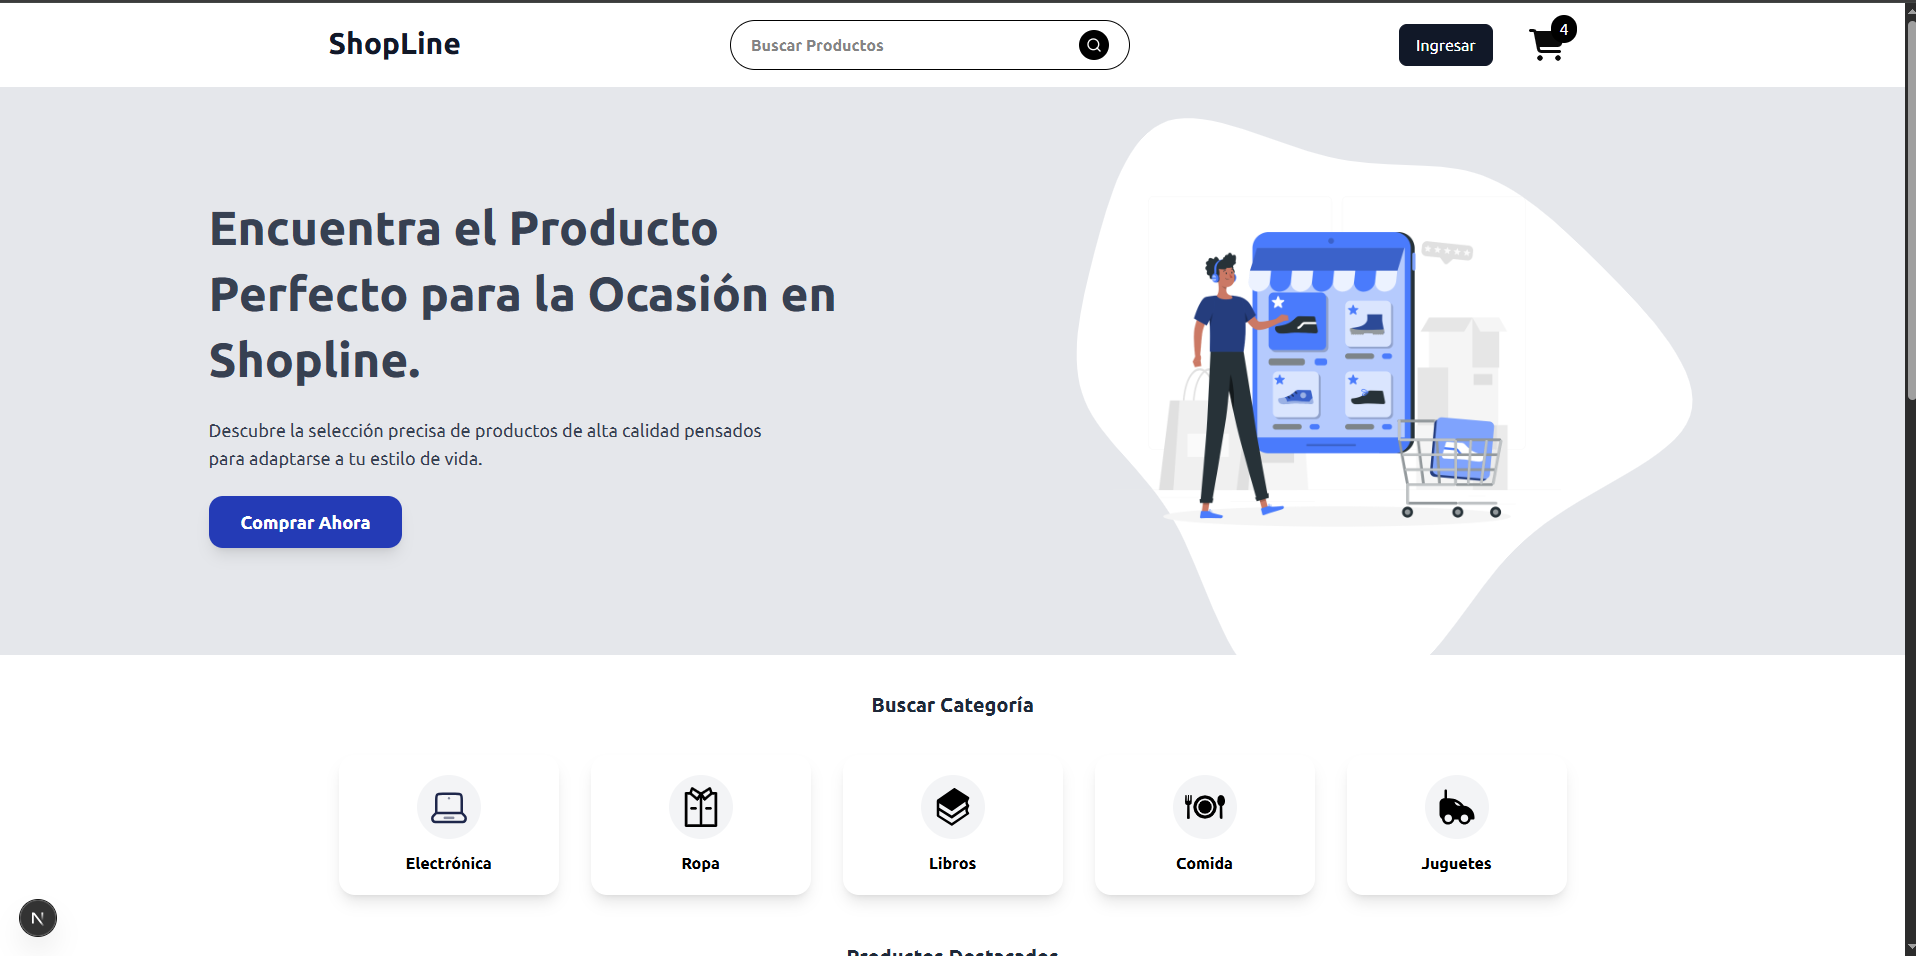 ShopLine
Buscar Productos
Ingresar
4
Encuentra el Producto
Perfecto para la Ocasión en
Shopline.
Descubre la selección precisa de productos de alta calidad pensados
para adaptarse a tu estilo de vida.
Comprar Ahora
Buscar Categoría
Electrónica
Ropa
Libros
Comida
Juguetes
N
Productos Destacados